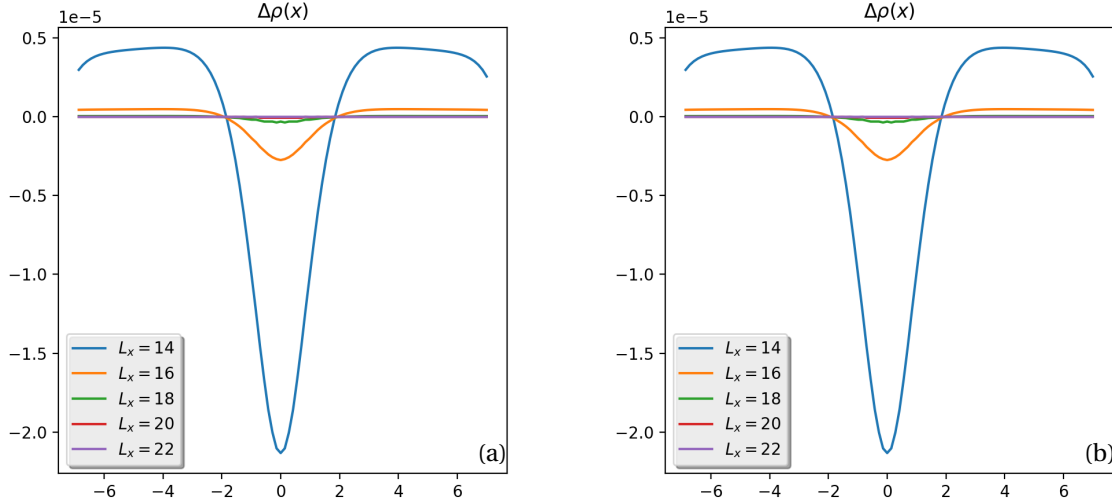 1e−5
Δρ(x)
0.5
0.0
−0.5
−1.0
−1.5
−2.0
L_x = 14
L_x = 16
L_x = 18
L_x = 20
L_x = 22
(a)
−6 −4 −2 0 2 4 6
1e−5
Δρ(x)
0.5
0.0
−0.5
−1.0
−1.5
−2.0
L_x = 14
L_x = 16
L_x = 18
L_x = 20
L_x = 22
(b)
−6 −4 −2 0 2 4 6